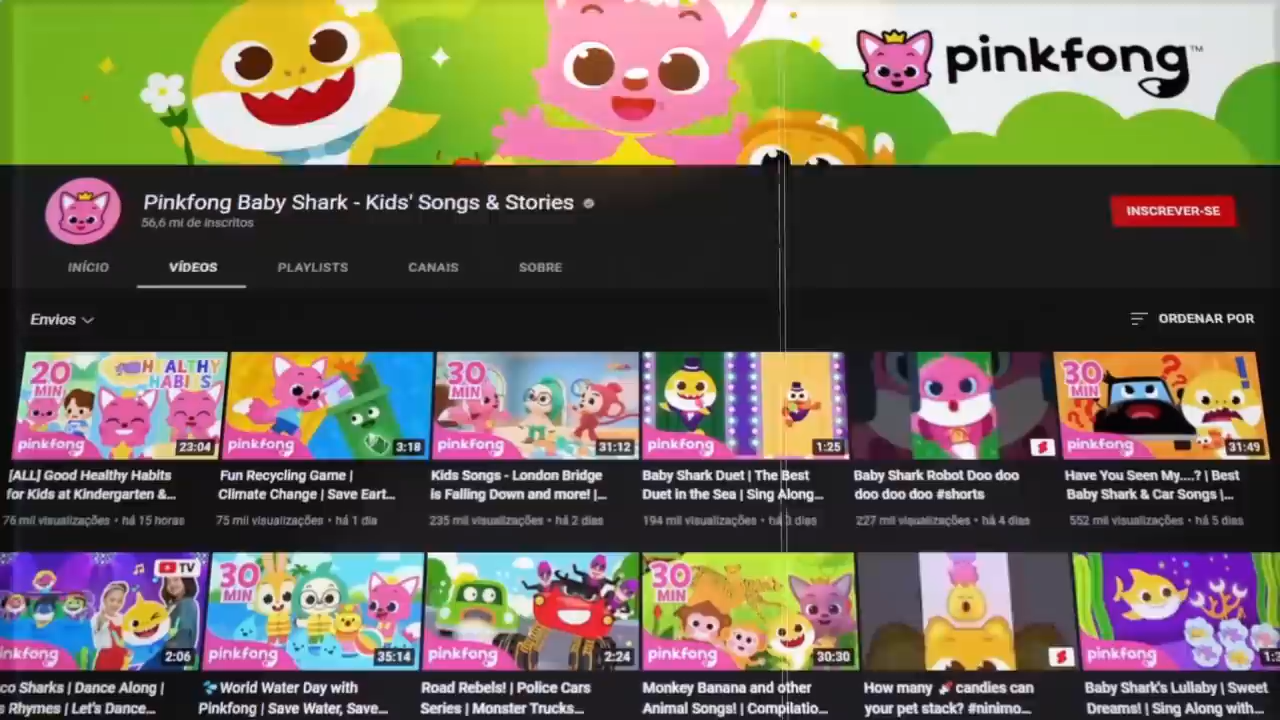 pinkfong™
Pinkfong Baby Shark - Kids' Songs & Stories
56,6 mi de inscritos
INSCREVER-SE
INÍCIO VÍDEOS PLAYLISTS CANAIS SOBRE
Envios
ORDENAR POR
20 MIN
HEALTHY HABITS
pinkfong
23:04
pinkfong
3:18
30 MIN
pinkfong
31:12
pinkfong
1:25
30 MIN
pinkfong
31:49
[ALL] Good Healthy Habits
for Kids at Kindergarten &...
76 mil visualizações • há 15 horas
Fun Recycling Game |
Climate Change | Save Eart...
75 mil visualizações • há 1 dia
Kids Songs - London Bridge
is Falling Down and more! |...
235 mil visualizações • há 2 dias
Baby Shark Duet | The Best
Duet in the Sea | Sing Along...
194 mil visualizações • há 3 dias
Baby Shark Robot Doo doo
doo doo doo #shorts
227 mil visualizações • há 4 dias
Have You Seen My....? | Best
Baby Shark & Car Songs |...
552 mil visualizações • há 5 dias
TV
nkfong
2:06
30 MIN
pinkfong
35:14
pinkfong
2:24
30 MIN
pinkfong
30:30
pinkfong
co Sharks | Dance Along |
s Rhymes | Let's Dance...
World Water Day with
Pinkfong | Save Water, Save...
Road Rebels! | Police Cars
Series | Monster Trucks...
Monkey Banana and other
Animal Songs! | Compilatio...
How many candies can
your pet stack? #ninimo...
Baby Shark's Lullaby | Sweet
Dreams! | Sing Along with...